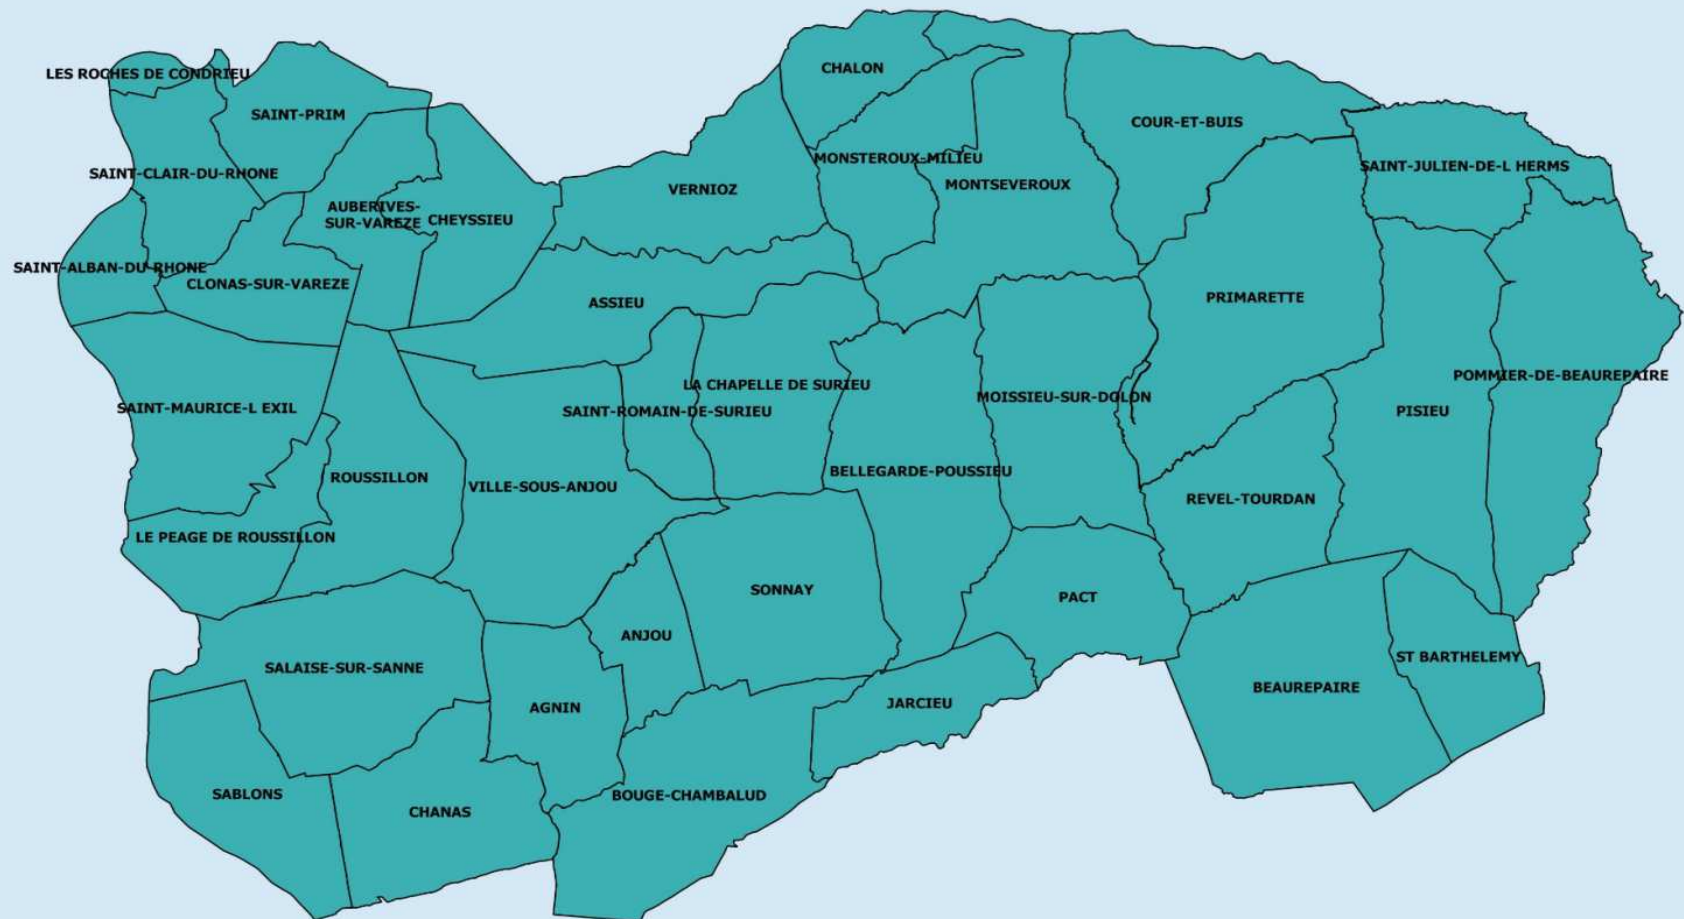 CHALON
LES ROCHES DE CONDRIEU
SAINT-PRIM
COUR-ET-BUIS
MONSTEROUX-MILIEU
SAINT-JULIEN-DE-L HERMS
SAINT-CLAIR-DU-RHONE
MONTSEVEROUX
VERNIOZ
AUBERIVES-
SUR-VAREZE
CHEYSSIEU
SAINT-ALBAN-DU-RHONE
CLONAS-SUR-VAREZE
PRIMARETTE
ASSIEU
POMMIER-DE-BEAUREPAIRE
LA CHAPELLE DE SURIEU
MOISSIEU-SUR-DOLON
SAINT-MAURICE-L EXIL
SAINT-ROMAIN-DE-SURIEU
PISIEU
BELLEGARDE-POUSSIEU
ROUSSILLON
VILLE-SOUS-ANJOU
REVEL-TOURDAN
LE PEAGE DE ROUSSILLON
SONNAY
PACT
ANJOU
ST BARTHELEMY
SALAISE-SUR-SANNE
BEAUREPAIRE
JARCIEU
AGNIN
SABLONS
BOUGE-CHAMBALUD
CHANAS